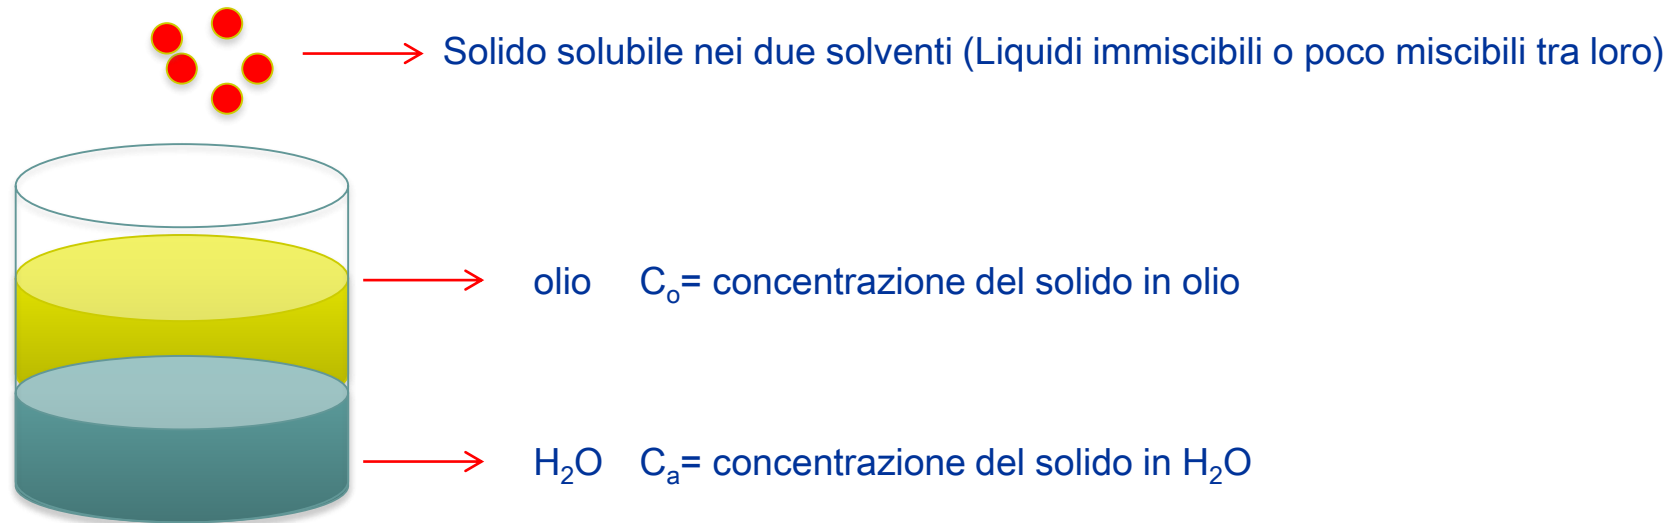 Solido solubile nei due solventi (Liquidi immiscibili o poco miscibili tra loro)
olio C₀= concentrazione del solido in olio
H₂O Cₐ= concentrazione del solido in H₂O